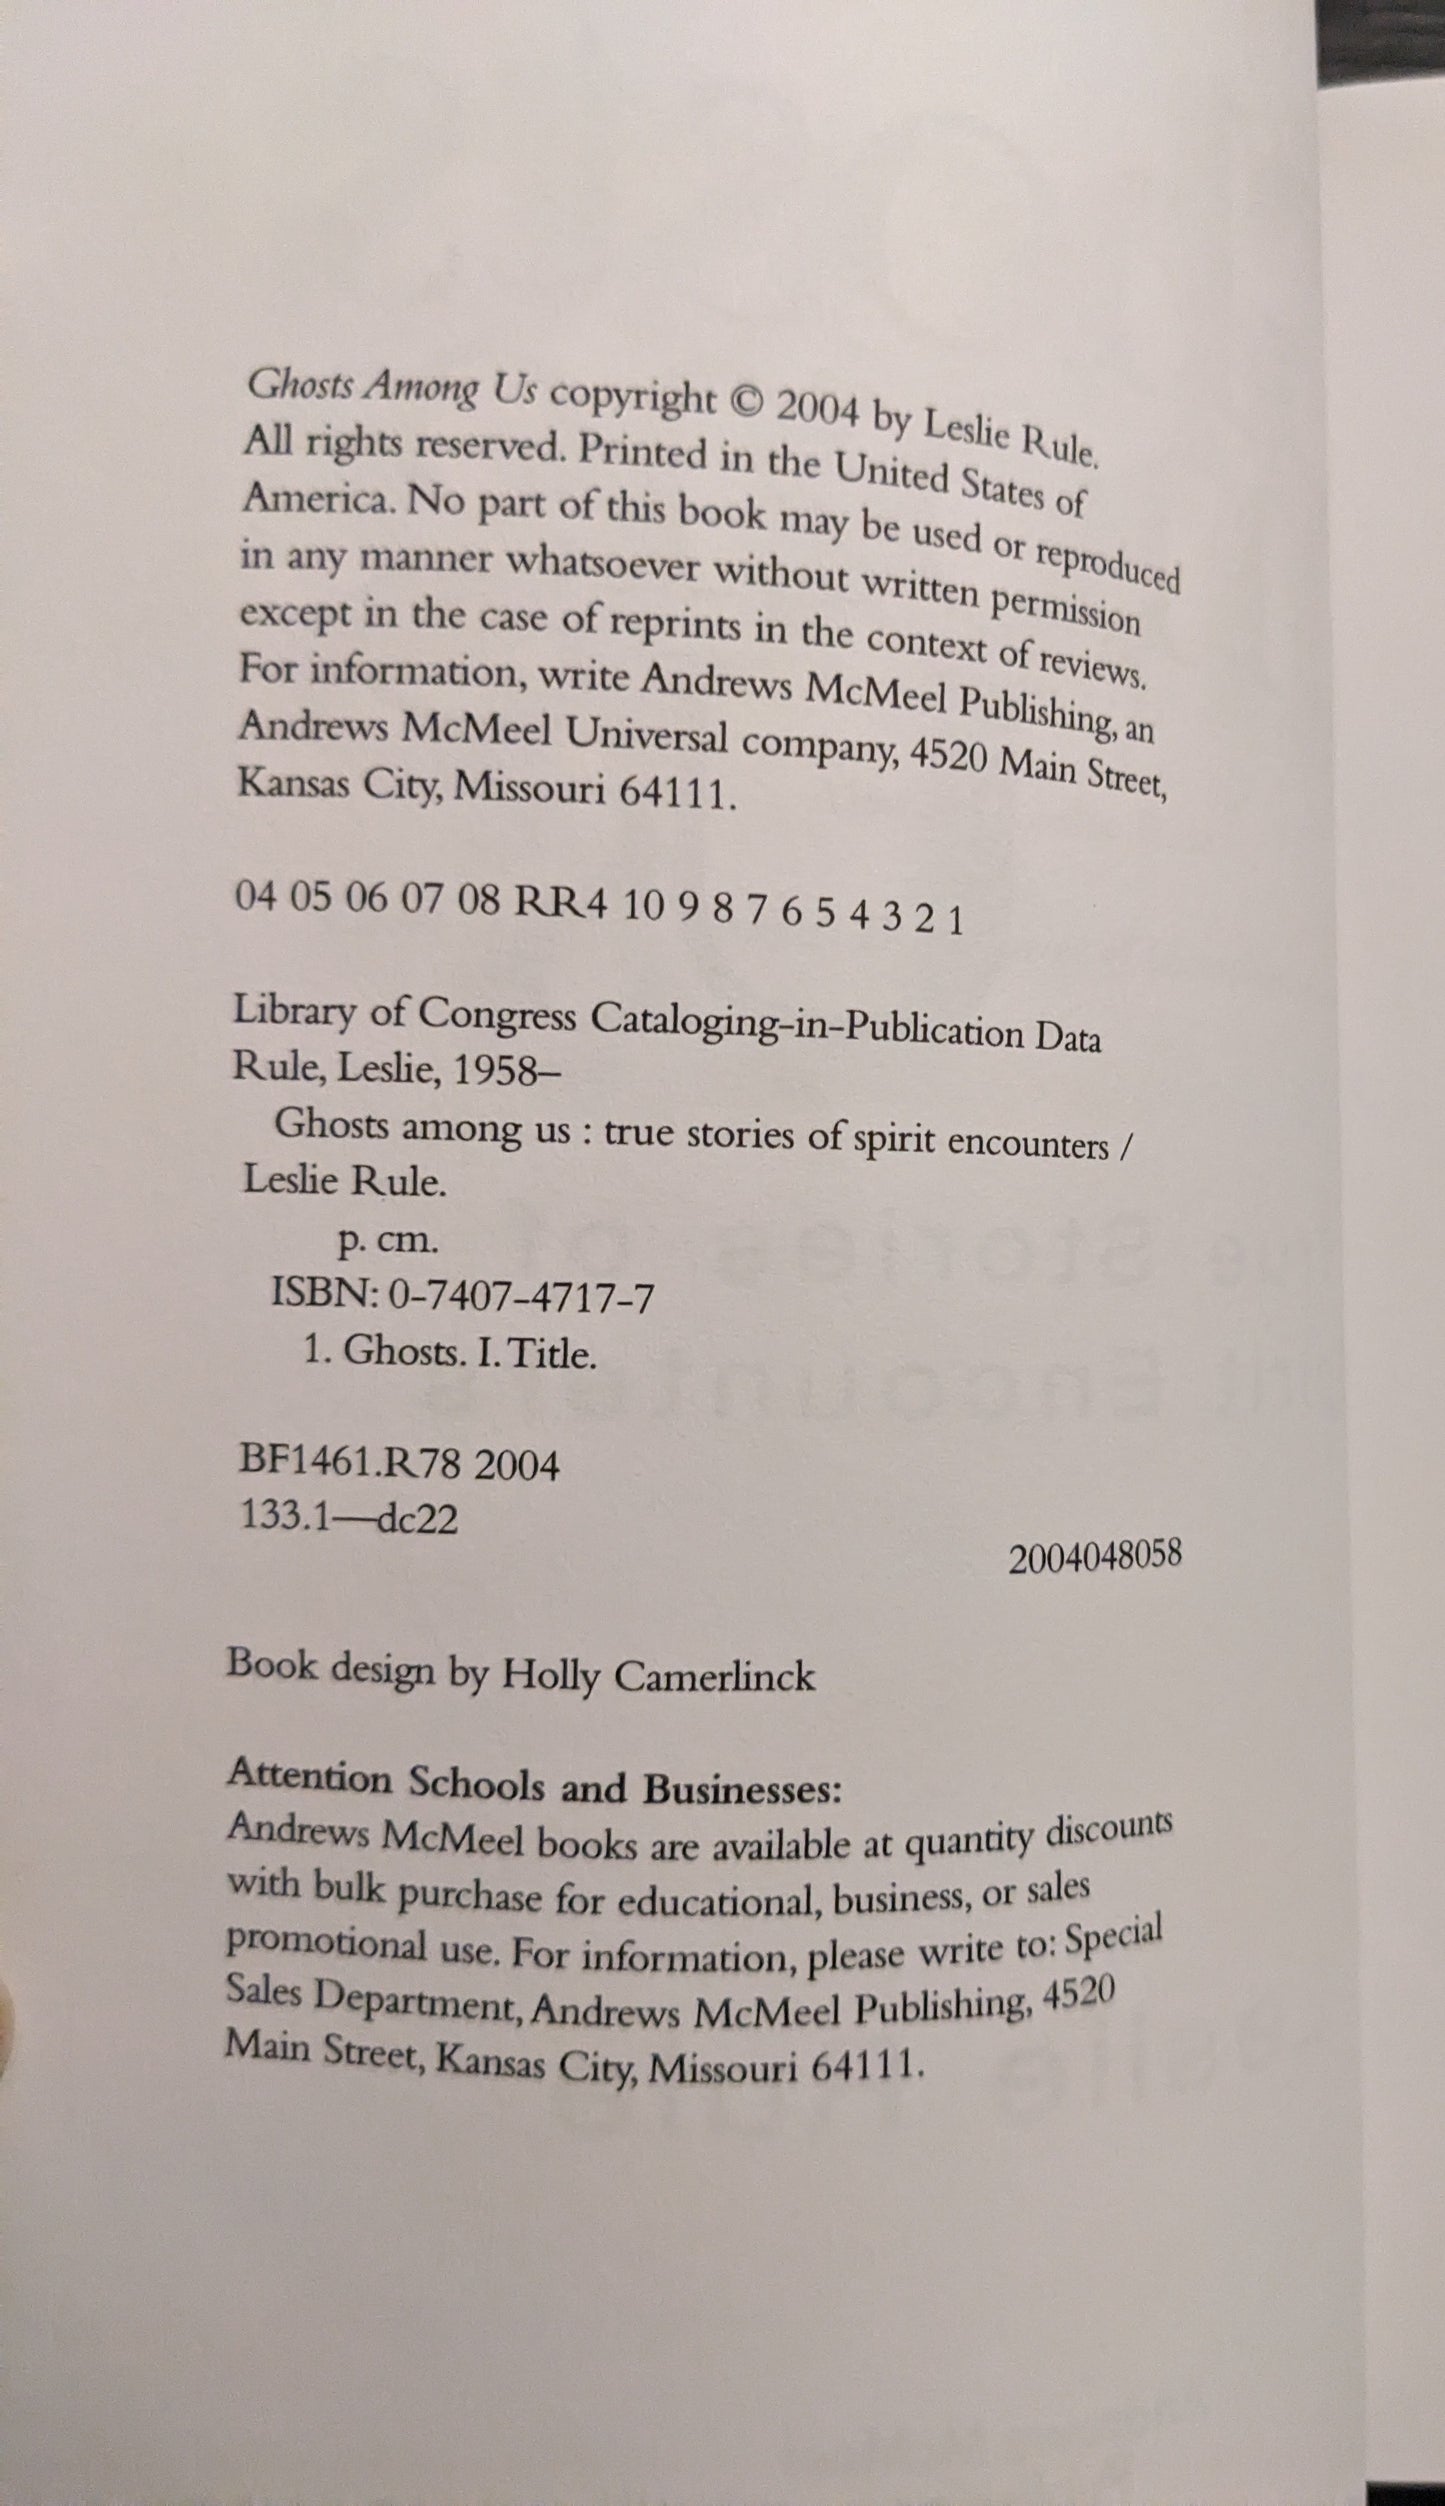 Ghosts Among Us copyright © 2004 by Leslie Rule.
All rights reserved. Printed in the United States of
America. No part of this book may be used or reproduced
in any manner whatsoever without written permission
except in the case of reprints in the context of reviews.
For information, write Andrews McMeel Publishing, an
Andrews McMeel Universal company, 4520 Main Street,
Kansas City, Missouri 64111.
04 05 06 07 08 RR4 10 9 8 7 6 5 4 3 2 1
Library of Congress Cataloging-in-Publication Data
Rule, Leslie, 1958–
Ghosts among us : true stories of spirit encounters /
Leslie Rule.
p. cm.
ISBN: 0-7407-4717-7
1. Ghosts. I. Title.
BF1461.R78 2004
133.1—dc22
2004048058
Book design by Holly Camerlinck
Attention Schools and Businesses:
Andrews McMeel books are available at quantity discounts
with bulk purchase for educational, business, or sales
promotional use. For information, please write to: Special
Sales Department, Andrews McMeel Publishing, 4520
Main Street, Kansas City, Missouri 64111.